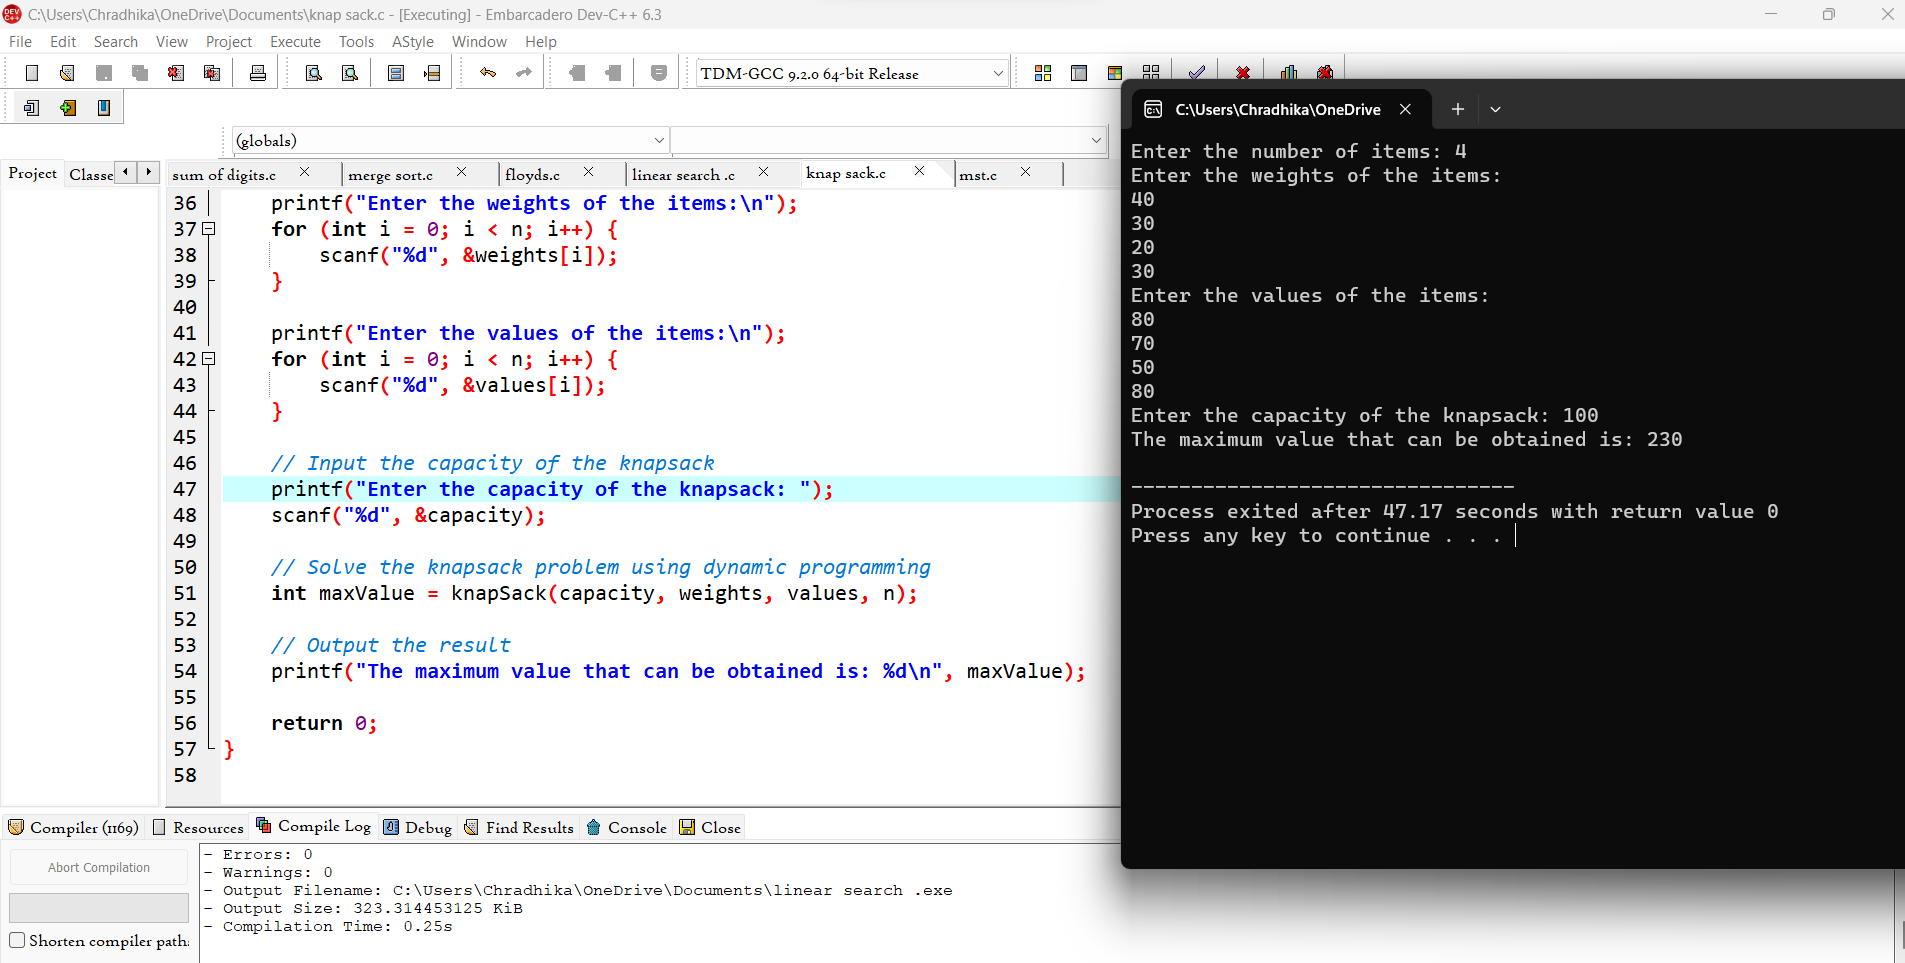 C:\Users\Chradhika\OneDrive\Documents\knap sack.c - [Executing] - Embarcadero Dev-C++ 6.3
File Edit Search View Project Execute Tools AStyle Window Help
TDM-GCC 9.2.0 64-bit Release
(globals)
Project Classe
sum of digits.c merge sort.c floyds.c linear search .c knap sack.c mst.c
36 printf("Enter the weights of the items:\n");
37 for (int i = 0; i < n; i++) {
38 scanf("%d", &weights[i]);
39 }
40
41 printf("Enter the values of the items:\n");
42 for (int i = 0; i < n; i++) {
43 scanf("%d", &values[i]);
44 }
45
46 // Input the capacity of the knapsack
47 printf("Enter the capacity of the knapsack: ");
48 scanf("%d", &capacity);
49
50 // Solve the knapsack problem using dynamic programming
51 int maxValue = knapSack(capacity, weights, values, n);
52
53 // Output the result
54 printf("The maximum value that can be obtained is: %d\n", maxValue);
55
56 return 0;
57 }
58
C:\Users\Chradhika\OneDrive
Enter the number of items: 4
Enter the weights of the items:
40
30
20
30
Enter the values of the items:
80
70
50
80
Enter the capacity of the knapsack: 100
The maximum value that can be obtained is: 230
--------------------------------
Process exited after 47.17 seconds with return value 0
Press any key to continue . . .
Compiler (1169) Resources Compile Log Debug Find Results Console Close
Abort Compilation
Shorten compiler path
- Errors: 0
- Warnings: 0
- Output Filename: C:\Users\Chradhika\OneDrive\Documents\linear search .exe
- Output Size: 323.314453125 KiB
- Compilation Time: 0.25s